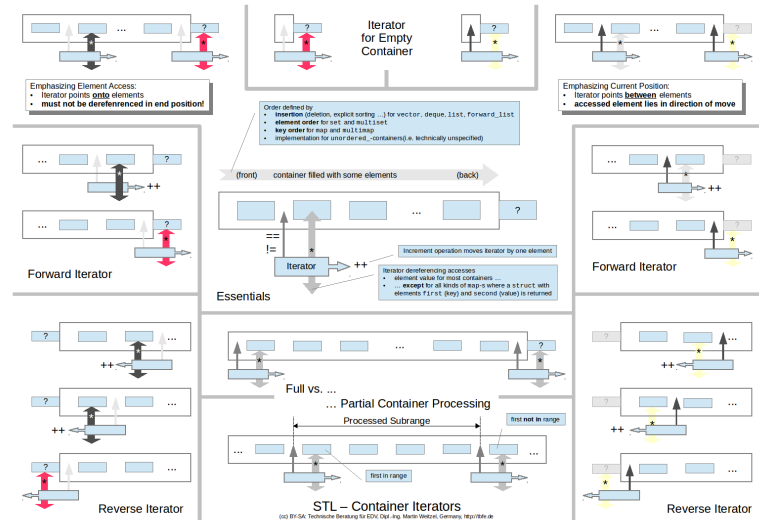 ?
*
*
?
*
?
*
Iterator
for Empty
Container
...
?
*
*
Emphasizing Element Access:
• Iterator points onto elements
• must not be dereferenced in end position!
Emphasizing Current Position:
• Iterator points between elements
• accessed element lies in direction of move
Order defined by
• insertion (deletion, explicit sorting ...) for vector, deque, list, forward_list
• element order for set and multiset
• key order for map and multimap
• implementation for unordered_-containers(i.e. technically unspecified)
(front) container filled with some elements (back)
... ?
*
++
... ?
*
Forward Iterator
... ?
==
!=
*
Iterator
++
Increment operation moves iterator by one element
Iterator dereferencing accesses
• element value for most containers ...
• ... except for all kinds of map-s where a struct with
elements first (key) and second (value) is returned
Essentials
... ?
*
++
... ?
*
Forward Iterator
? ...
*
++
? ...
*
++
? ...
*
Reverse Iterator
... ?
*
*
Full vs. ...
... Partial Container Processing
Processed Subrange
first not in range
... ...
*
*
first in range
STL – Container Iterators
(cc) BY-SA: Technische Beratung für EDV, Dipl.-Ing. Martin Weitzel, Germany, http://tbfe.de
? ...
*
++
? ...
*
++
? ...
*
Reverse Iterator